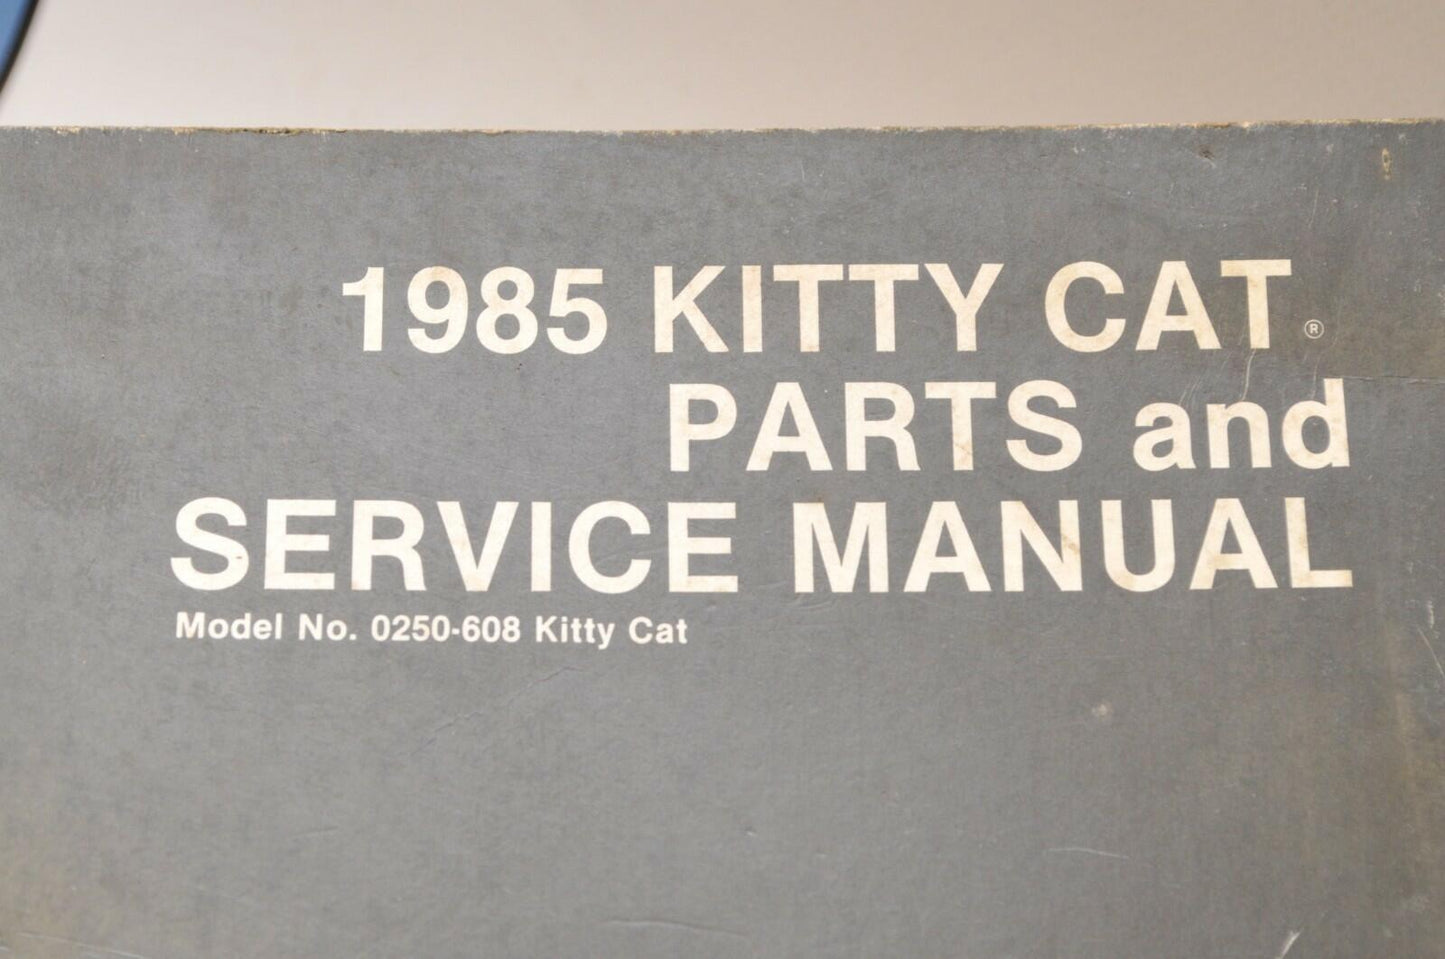 1985 KITTY CAT®
PARTS and
SERVICE MANUAL
Model No. 0250-608 Kitty Cat